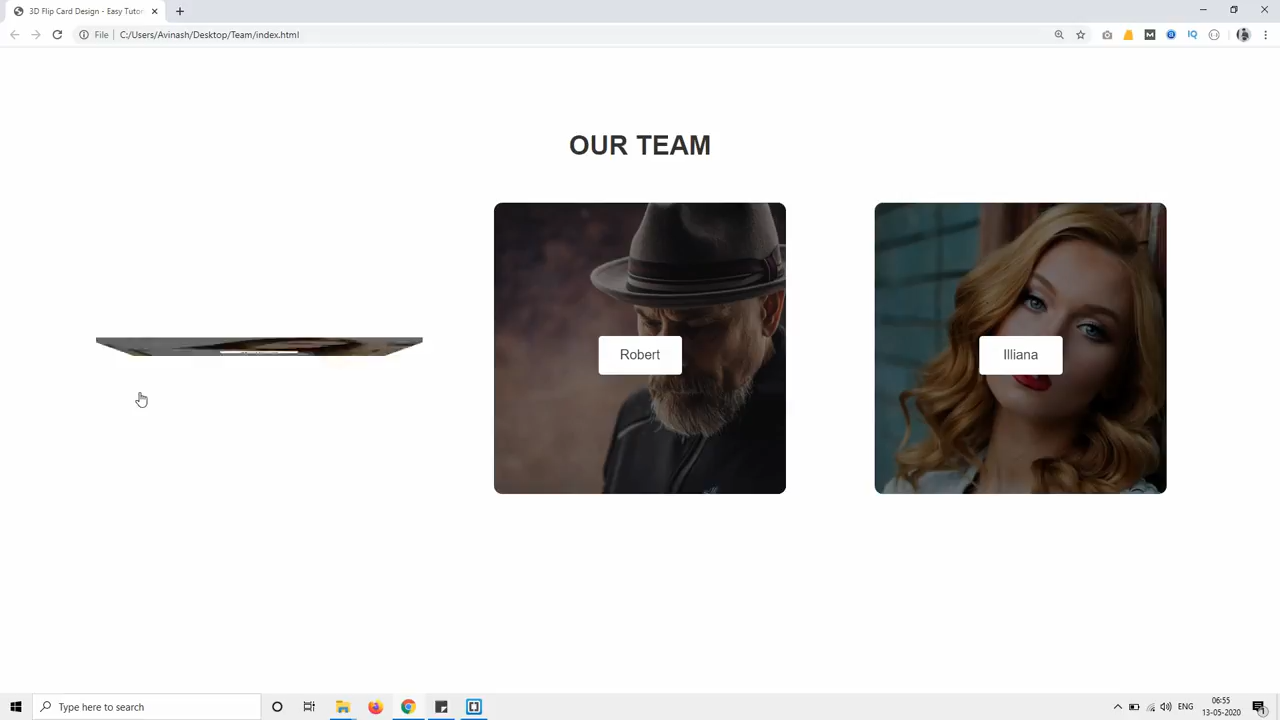 3D Flip Card Design - Easy Tutor
File
C:/Users/Avinash/Desktop/Team/index.html
OUR TEAM
Robert
Illiana
Type here to search
ENG
06:55
13-05-2020